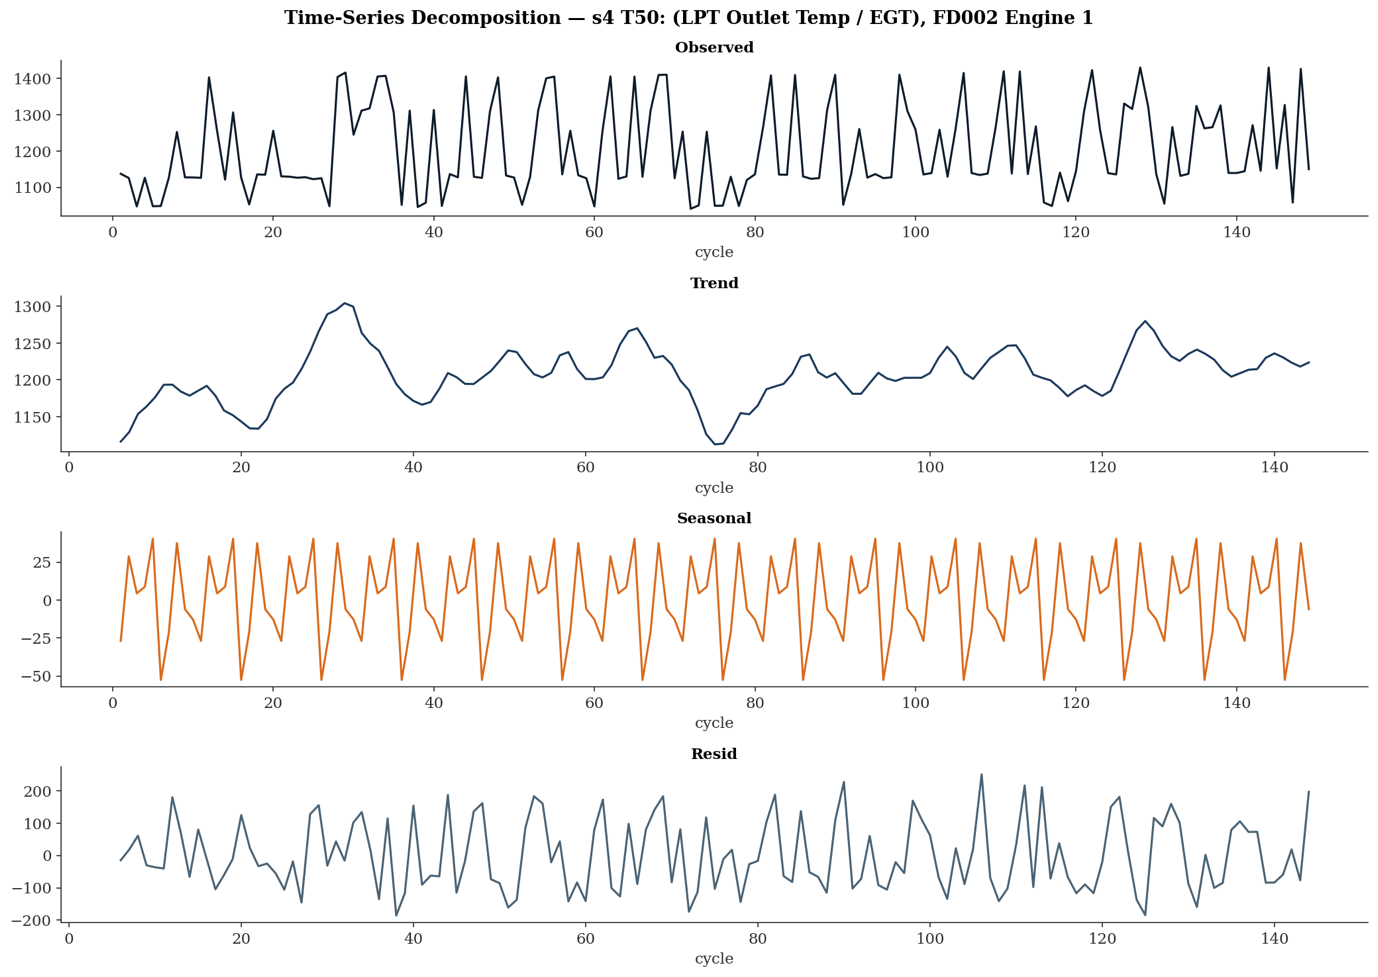 Time-Series Decomposition — s4 T50: (LPT Outlet Temp / EGT), FD002 Engine 1
Observed
1400
1300
1200
1100
0 20 40 60 80 100 120 140
cycle
Trend
1300
1250
1200
1150
0 20 40 60 80 100 120 140
cycle
Seasonal
25
0
−25
−50
0 20 40 60 80 100 120 140
cycle
Resid
200
100
0
−100
−200
0 20 40 60 80 100 120 140
cycle